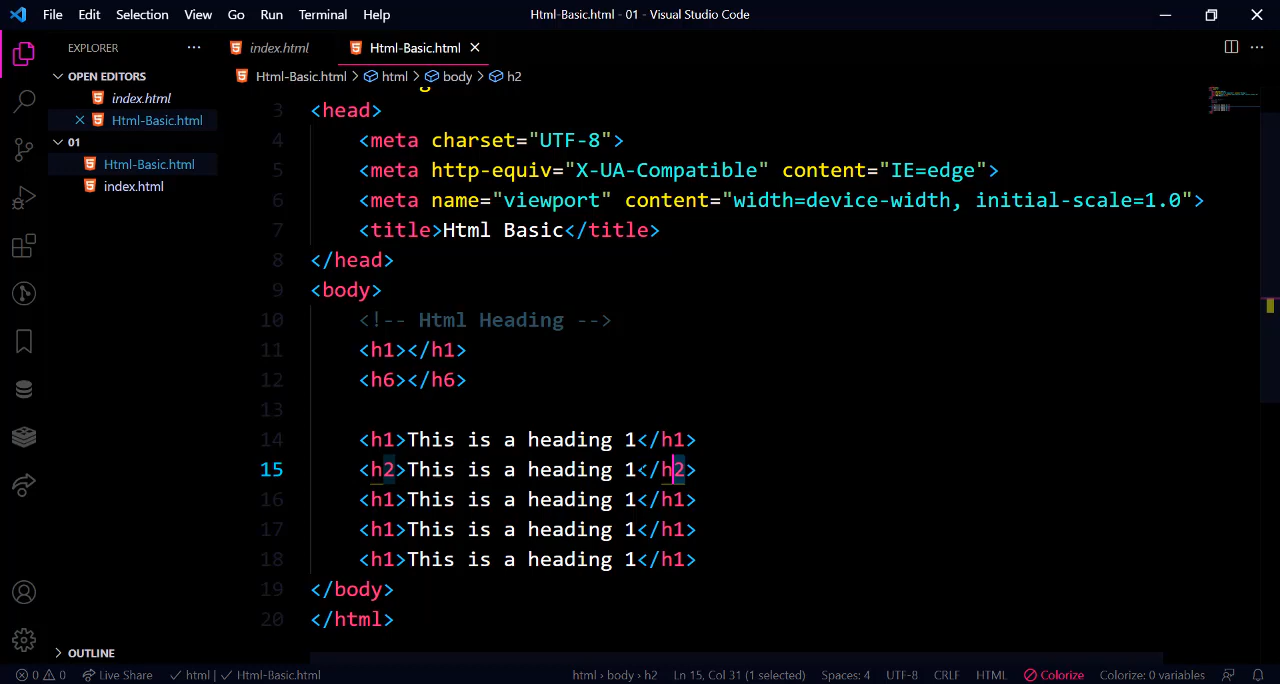 File Edit Selection View Go Run Terminal Help Html-Basic.html - 01 - Visual Studio Code
EXPLORER
OPEN EDITORS
index.html
Html-Basic.html
01
Html-Basic.html
index.html
OUTLINE
index.html Html-Basic.html
Html-Basic.html > html > body > h2
3 <head>
4 <meta charset="UTF-8">
5 <meta http-equiv="X-UA-Compatible" content="IE=edge">
6 <meta name="viewport" content="width=device-width, initial-scale=1.0">
7 <title>Html Basic</title>
8 </head>
9 <body>
10 <!-- Html Heading -->
11 <h1></h1>
12 <h6></h6>
13
14 <h1>This is a heading 1</h1>
15 <h2>This is a heading 1</h2>
16 <h1>This is a heading 1</h1>
17 <h1>This is a heading 1</h1>
18 <h1>This is a heading 1</h1>
19 </body>
20 </html>
0 0 Live Share html | Html-Basic.html html › body › h2 Ln 15, Col 31 (1 selected) Spaces: 4 UTF-8 CRLF HTML Colorize Colorize: 0 variables